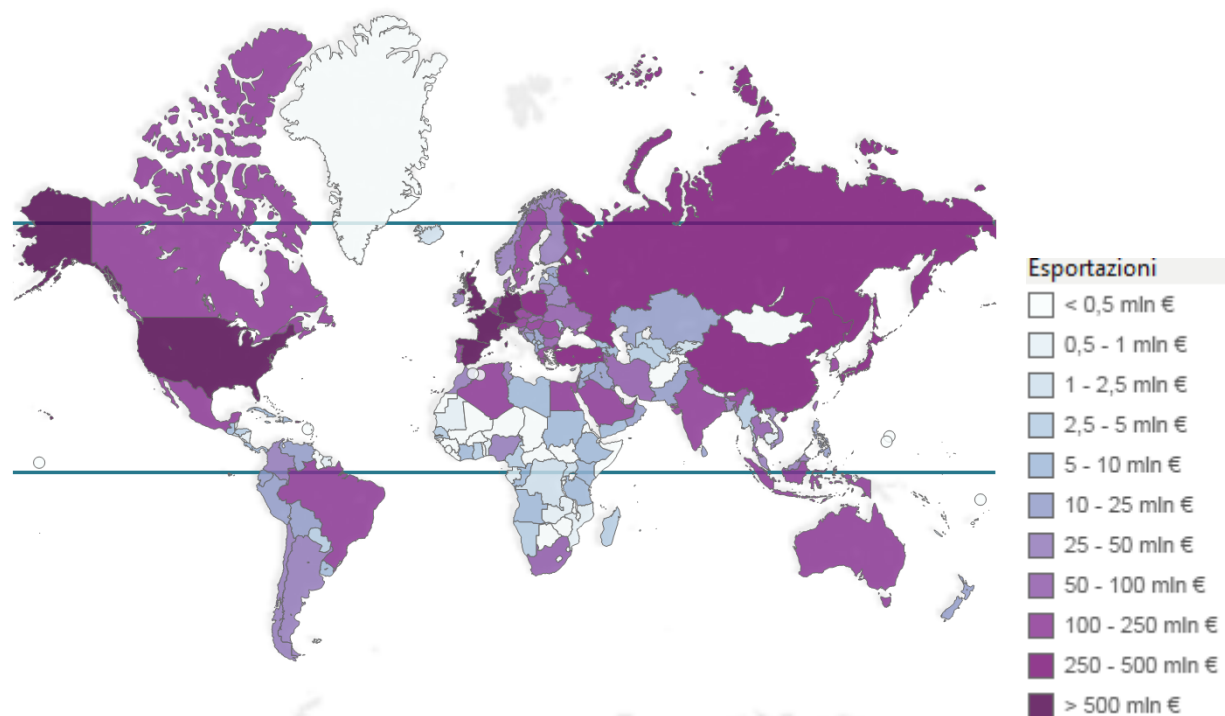 Esportazioni
< 0,5 mln €
0,5 - 1 mln €
1 - 2,5 mln €
2,5 - 5 mln €
5 - 10 mln €
10 - 25 mln €
25 - 50 mln €
50 - 100 mln €
100 - 250 mln €
250 - 500 mln €
> 500 mln €